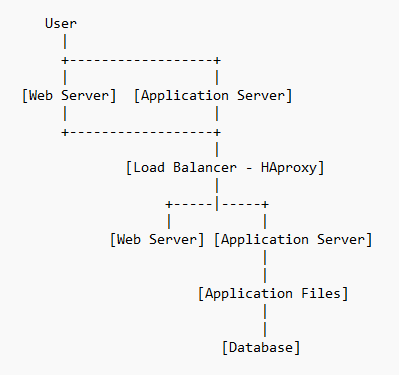 User
[Web Server] [Application Server]
[Load Balancer - HAproxy]
[Web Server] [Application Server]
[Application Files]
[Database]